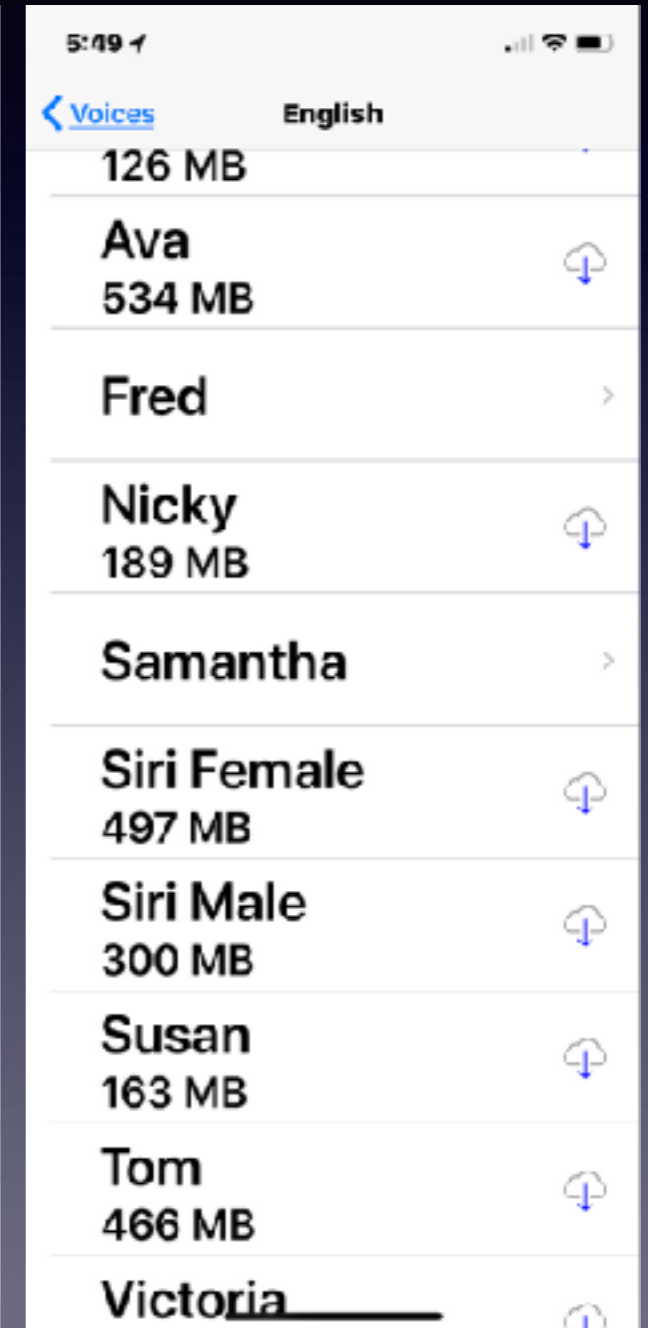 5:49
Voices English
126 MB
Ava
534 MB
Fred
Nicky
189 MB
Samantha
Siri Female
497 MB
Siri Male
300 MB
Susan
163 MB
Tom
466 MB
Victoria